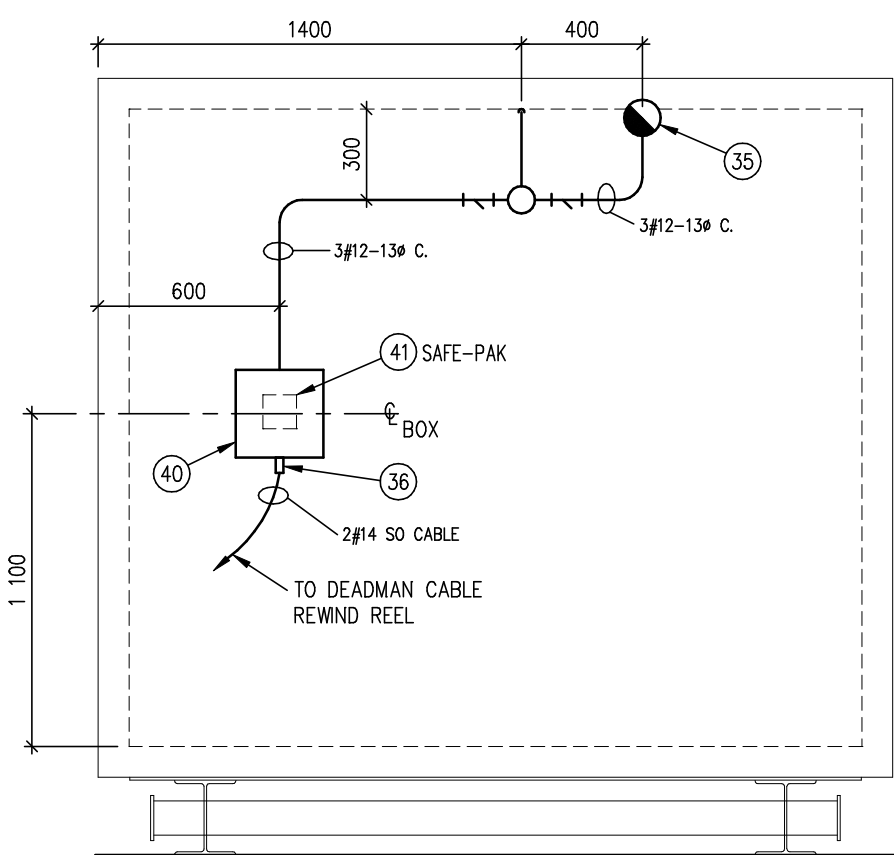 1400
400
300
35
3#12-13ø C.
3#12-13ø C.
600
41 SAFE-PAK
℄ BOX
40
36
2#14 SO CABLE
1 100
TO DEADMAN CABLE
REWIND REEL